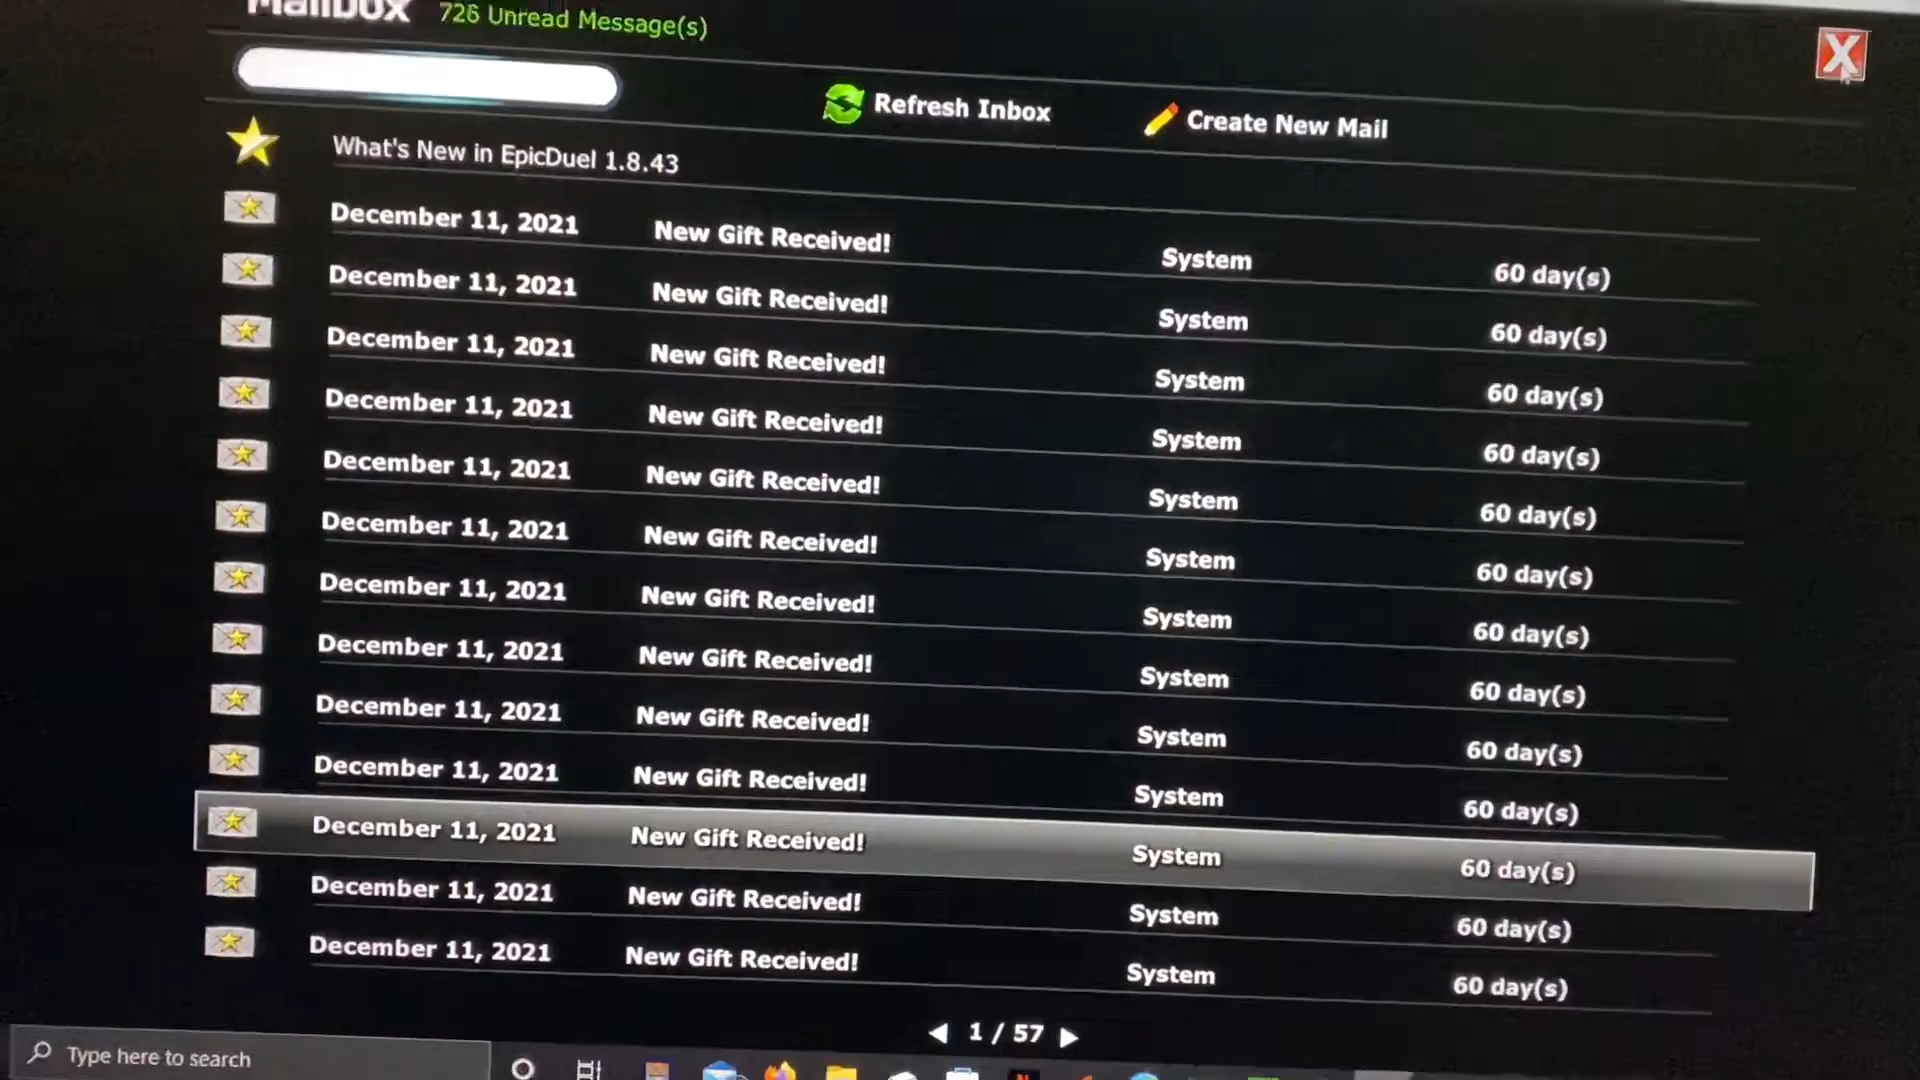 Mailbox 726 Unread Message(s)
X
Refresh Inbox Create New Mail
What's New in EpicDuel 1.8.43
December 11, 2021 New Gift Received! System 60 day(s)
December 11, 2021 New Gift Received! System 60 day(s)
December 11, 2021 New Gift Received! System 60 day(s)
December 11, 2021 New Gift Received! System 60 day(s)
December 11, 2021 New Gift Received! System 60 day(s)
December 11, 2021 New Gift Received! System 60 day(s)
December 11, 2021 New Gift Received! System 60 day(s)
December 11, 2021 New Gift Received! System 60 day(s)
December 11, 2021 New Gift Received! System 60 day(s)
December 11, 2021 New Gift Received! System 60 day(s)
December 11, 2021 New Gift Received! System 60 day(s)
December 11, 2021 New Gift Received! System 60 day(s)
December 11, 2021 New Gift Received! System 60 day(s)
1 / 57
Type here to search